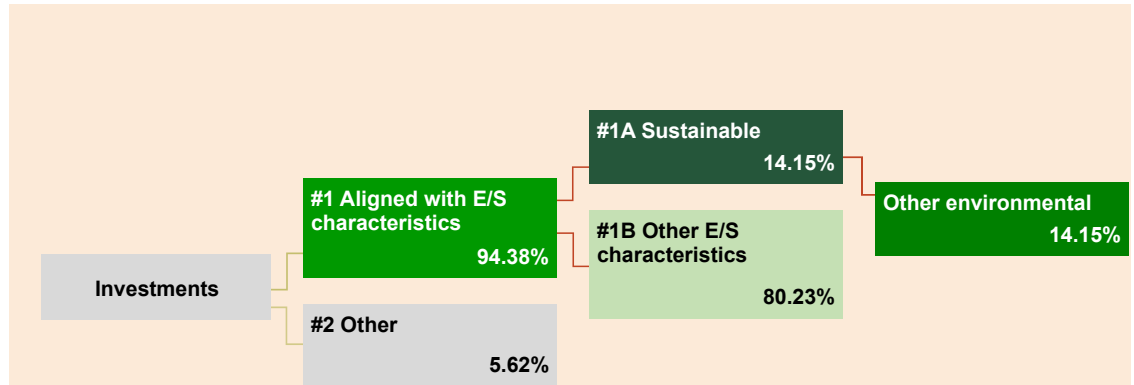 Investments
#1 Aligned with E/S
characteristics
94.38%
#2 Other
5.62%
#1A Sustainable
14.15%
#1B Other E/S
characteristics
80.23%
Other environmental
14.15%